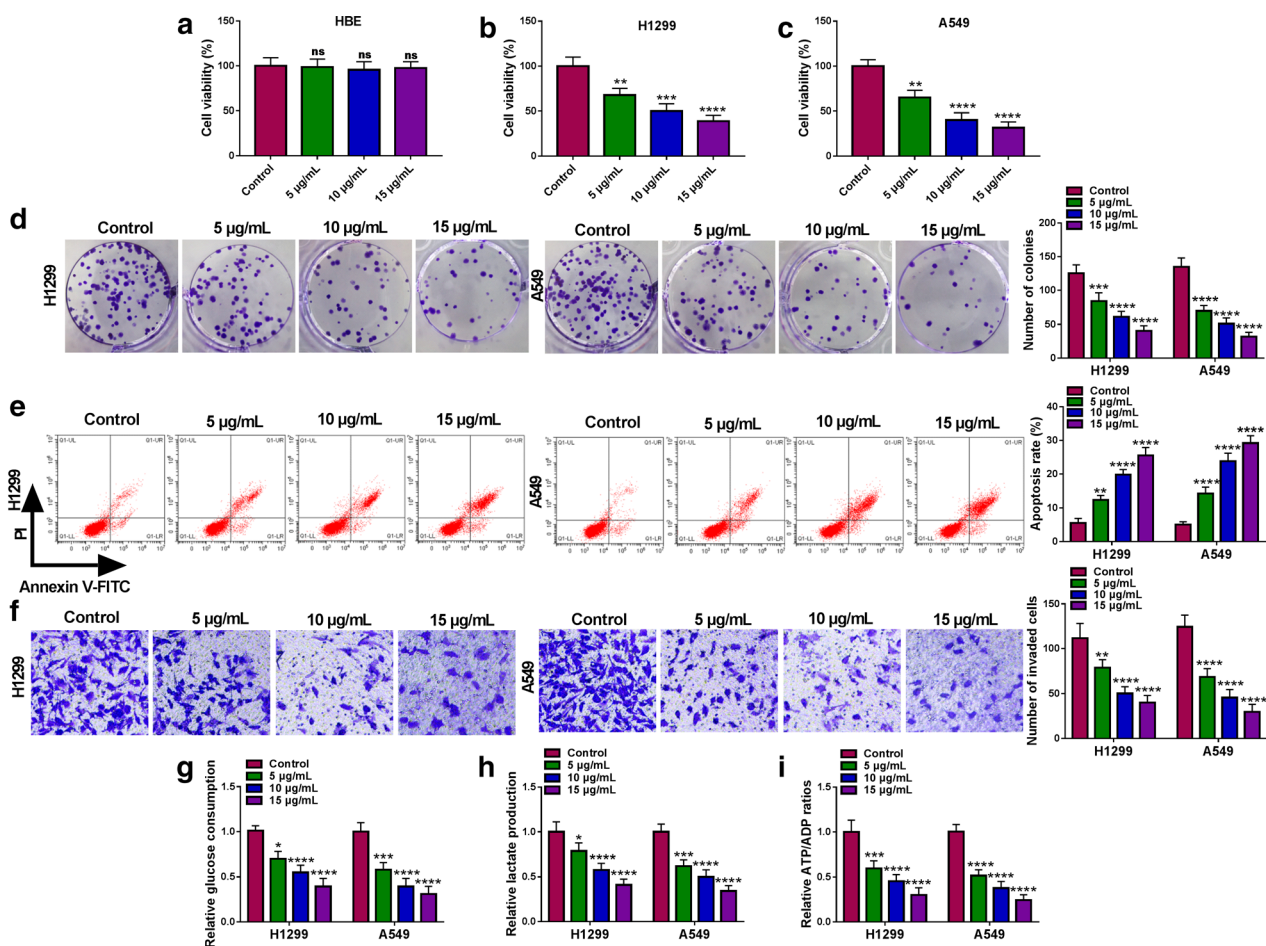 a
HBE
Cell viability (%)
150
100
50
0
ns
ns
ns
Control
5 µg/mL
10 µg/mL
15 µg/mL
b
H1299
Cell viability (%)
150
100
50
0
**
***
****
Control
5 µg/mL
10 µg/mL
15 µg/mL
c
A549
Cell viability (%)
150
100
50
0
**
****
****
Control
5 µg/mL
10 µg/mL
15 µg/mL
d
Control
5 µg/mL
10 µg/mL
15 µg/mL
H1299
Control
5 µg/mL
10 µg/mL
15 µg/mL
A549
Control
5 µg/mL
10 µg/mL
15 µg/mL
Number of colonies
200
150
100
50
0
***
****
****
****
****
****
H1299
A549
e
Control
5 µg/mL
10 µg/mL
15 µg/mL
H1299
PI
Annexin V-FITC
Control
5 µg/mL
10 µg/mL
15 µg/mL
A549
Q1-UL Q1-UR
Q1-LL Q1-LR
Control
5 µg/mL
10 µg/mL
15 µg/mL
Apoptosis rate (%)
40
30
20
10
0
**
****
****
****
****
****
H1299
A549
f
Control
5 µg/mL
10 µg/mL
15 µg/mL
H1299
Control
5 µg/mL
10 µg/mL
15 µg/mL
A549
Control
5 µg/mL
10 µg/mL
15 µg/mL
Number of invaded cells
150
100
50
0
**
****
****
****
****
****
H1299
A549
g
Control
5 µg/mL
10 µg/mL
15 µg/mL
Relative glucose consumption
1.5
1.0
0.5
0.0
*
****
****
***
****
****
H1299
A549
h
Control
5 µg/mL
10 µg/mL
15 µg/mL
Relative lactate production
1.5
1.0
0.5
0.0
*
****
****
***
****
****
H1299
A549
i
Control
5 µg/mL
10 µg/mL
15 µg/mL
Relative ATP/ADP ratios
1.5
1.0
0.5
0.0
***
****
****
****
****
****
H1299
A549